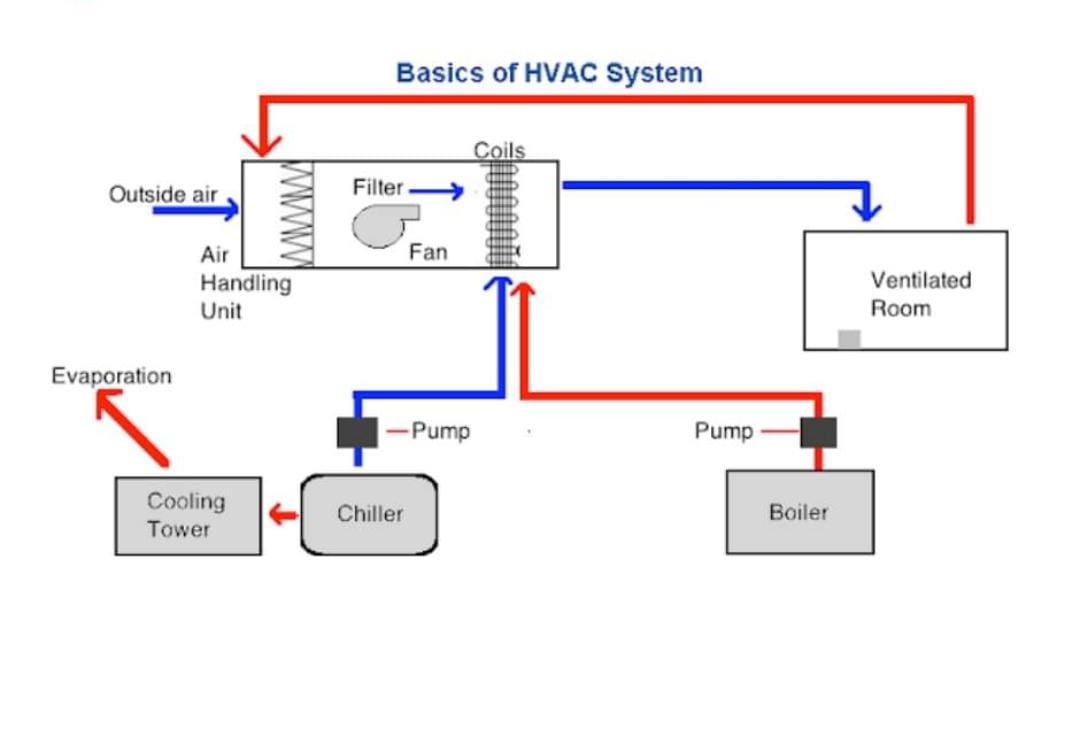 Basics of HVAC System
Coils
Outside air
Filter
Fan
Air
Handling
Unit
Ventilated
Room
Evaporation
Pump
Pump
Cooling
Tower
Chiller
Boiler